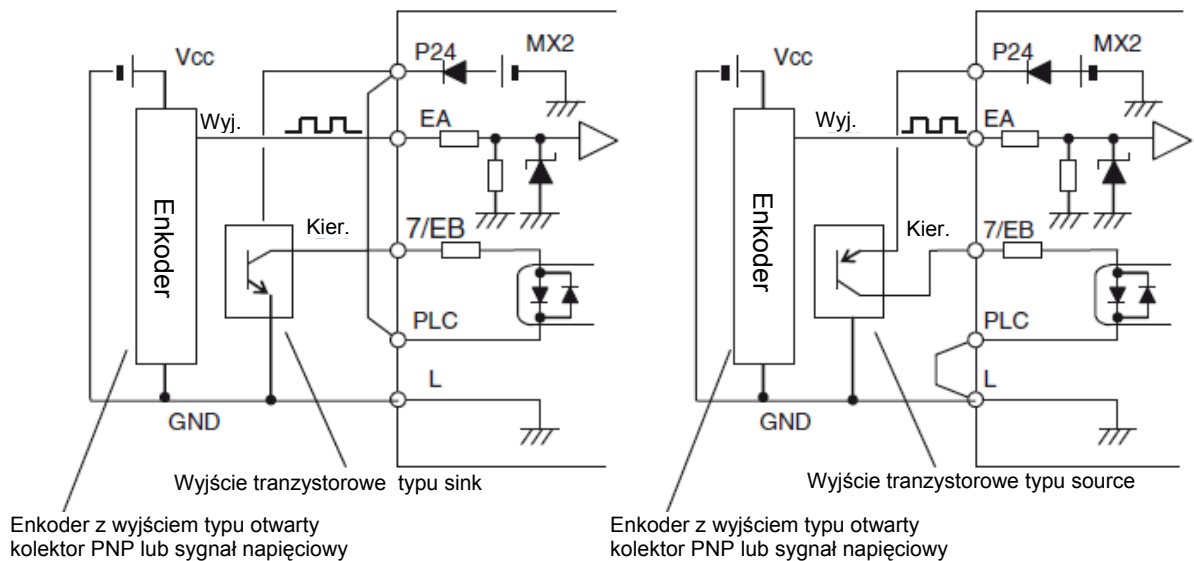 Vcc
P24
MX2
Wyj.
EA
Enkoder
Kier.
7/EB
PLC
L
GND
Wyjście tranzystorowe typu sink
Enkoder z wyjściem typu otwarty
kolektor PNP lub sygnał napięciowy
Vcc
P24
MX2
Wyj.
EA
Enkoder
Kier.
7/EB
PLC
L
GND
Wyjście tranzystorowe typu source
Enkoder z wyjściem typu otwarty
kolektor PNP lub sygnał napięciowy